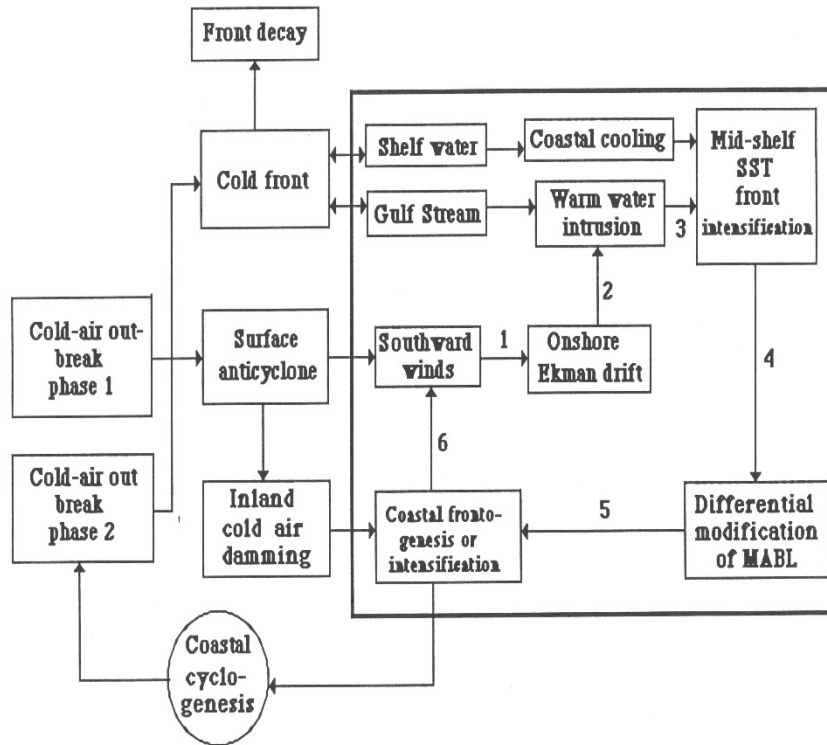 Front decay
Cold front
Shelf water
Coastal cooling
Mid-shelf
SST
front
intensification
Gulf Stream
Warm water
intrusion
3
2
Cold-air out-
break
phase 1
Surface
anticyclone
Southward
winds
1
Onshore
Ekman drift
4
6
Cold-air out
break
phase 2
Inland
cold air
damming
Coastal fronto-
genesis or
intensification
5
Differential
modification
of MABL
Coastal
cyclo-
genesis